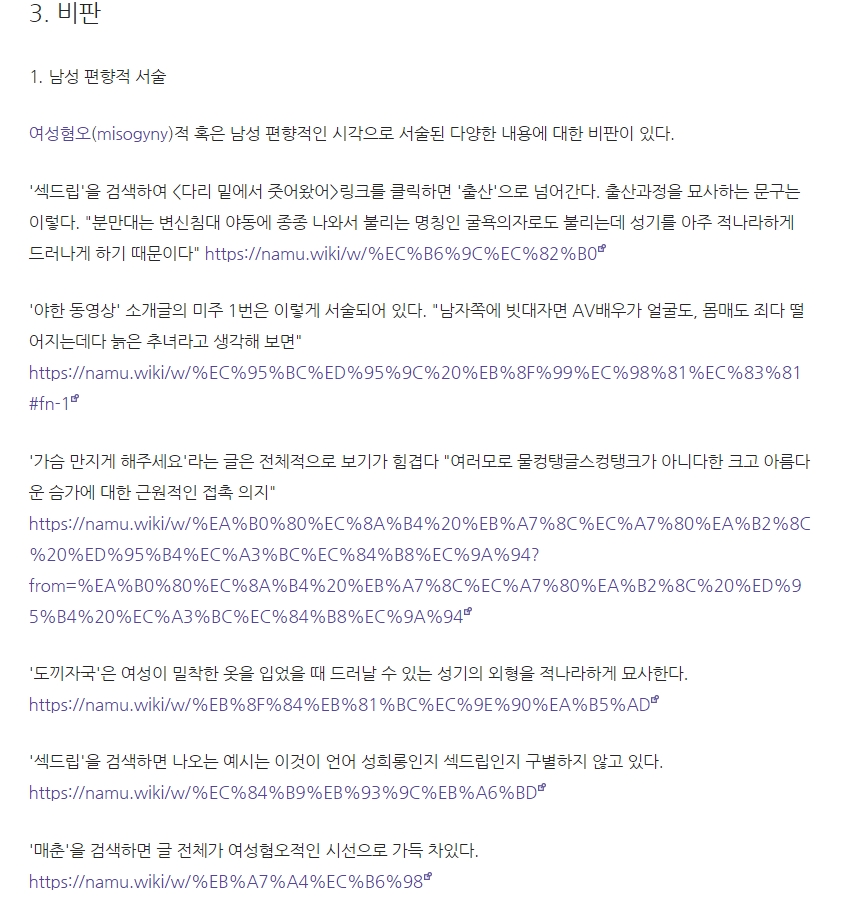 3. 비판
1. 남성 편향적 서술
여성혐오(misogyny)적 혹은 남성 편향적인 시각으로 서술된 다양한 내용에 대한 비판이 있다.
'섹드립'을 검색하여 <다리 밑에서 줏어왔어>링크를 클릭하면 '출산'으로 넘어간다. 출산과정을 묘사하는 문구는
이렇다. "분만대는 변신침대 야동에 종종 나와서 불리는 명칭인 굴욕의자로도 불리는데 성기를 아주 적나라하게
드러나게 하기 때문이다" https://namu.wiki/w/%EC%B6%9C%EC%82%B0
'야한 동영상' 소개글의 미주 1번은 이렇게 서술되어 있다. "남자쪽에 빗대자면 AV배우가 얼굴도, 몸매도 죄다 떨
어지는데다 늙은 추녀라고 생각해 보면"
https://namu.wiki/w/%EC%95%BC%ED%95%9C%20%EB%8F%99%EC%98%81%EC%83%81
#fn-1
'가슴 만지게 해주세요'라는 글은 전체적으로 보기가 힘겹다 "여러모로 물컹탱글스컹탱크가 아니다한 크고 아름다
운 슴가에 대한 근원적인 접촉 의지"
https://namu.wiki/w/%EA%B0%80%EC%8A%B4%20%EB%A7%8C%EC%A7%80%EA%B2%8C
%20%ED%95%B4%EC%A3%BC%EC%84%B8%EC%9A%94?
from=%EA%B0%80%EC%8A%B4%20%EB%A7%8C%EC%A7%80%EA%B2%8C%20%ED%9
5%B4%20%EC%A3%BC%EC%84%B8%EC%9A%94
'도끼자국'은 여성이 밀착한 옷을 입었을 때 드러날 수 있는 성기의 외형을 적나라하게 묘사한다.
https://namu.wiki/w/%EB%8F%84%EB%81%BC%EC%9E%90%EA%B5%AD
'섹드립'을 검색하면 나오는 예시는 이것이 언어 성희롱인지 섹드립인지 구별하지 않고 있다.
https://namu.wiki/w/%EC%84%B9%EB%93%9C%EB%A6%BD
'매춘'을 검색하면 글 전체가 여성혐오적인 시선으로 가득 차있다.
https://namu.wiki/w/%EB%A7%A4%EC%B6%98